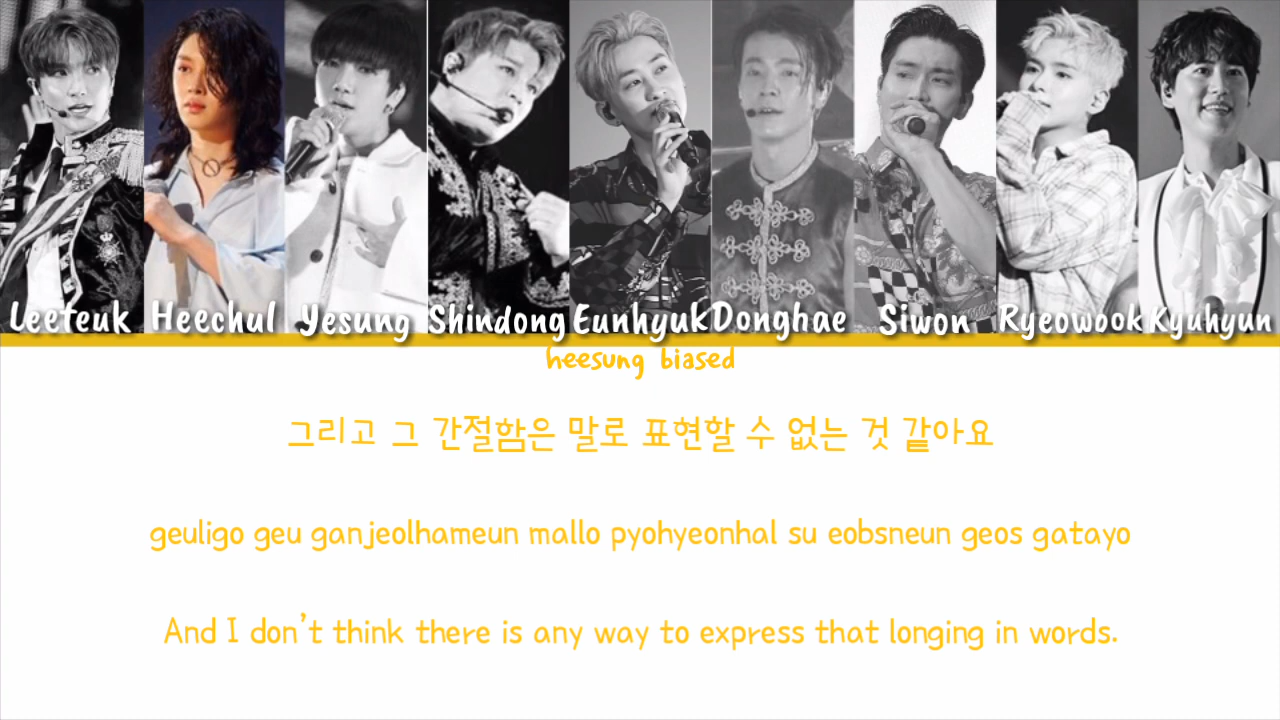 Leeteuk Heechul Yesung Shindong Eunhyuk Donghae Siwon Ryeowook Kyuhyun
heesung biased
그리고 그 간절함은 말로 표현할 수 없는 것 같아요
geuligo geu ganjeolhameun mallo pyohyeonhal su eobsneun geos gatayo
And I don't think there is any way to express that longing in words.